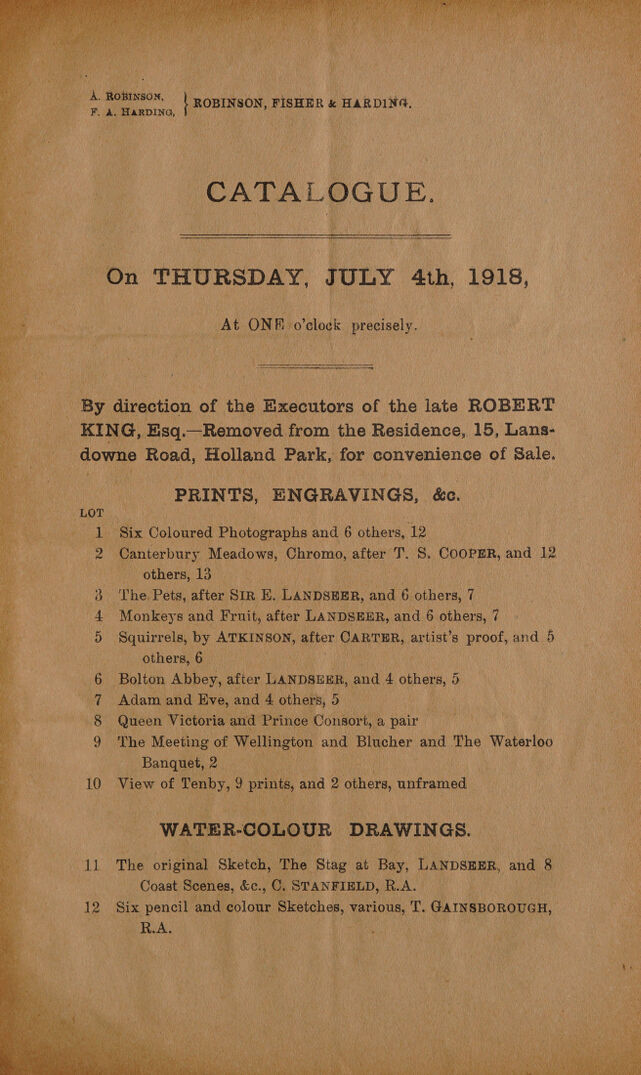 A. ROBINSON,
F. A. HARDING,
} ROBINSON, FISHER & HARDING.
CATALOGUE.
On THURSDAY, JULY 4th, 1918,
At ONE o'clock precisely.
By direction of the Executors of the late ROBERT
KING, Esq.—Removed from the Residence, 15, Lans-
downe Road, Holland Park, for convenience of Sale.
PRINTS, ENGRAVINGS, &c.
LOT
1 Six Coloured Photographs and 6 others, 12
2 Canterbury Meadows, Chromo, after T. S. COOPER, and 12
others, 13
3 The Pets, after SIR E. LANDSEER, and 6 others, 7
4 Monkeys and Fruit, after LANDSEER, and 6 others, 7
5 Squirrels, by ATKINSON, after CARTER, artist's proof, and 5
others, 6
6 Bolton Abbey, after LANDSEER, and 4 others, 5
7 Adam and Eve, and 4 others, 5
8 Queen Victoria and Prince Consort, a pair
9 The Meeting of Wellington and Blucher and The Waterloo
Banquet, 2
10 View of Tenby, 9 prints, and 2 others, unframed
WATER-COLOUR DRAWINGS.
11 The original Sketch, The Stag at Bay, LANDSEER, and 8
Coast Scenes, &c., C. STANFIELD, R.A.
12 Six pencil and colour Sketches, various, T. GAINSBOROUGH,
R.A.